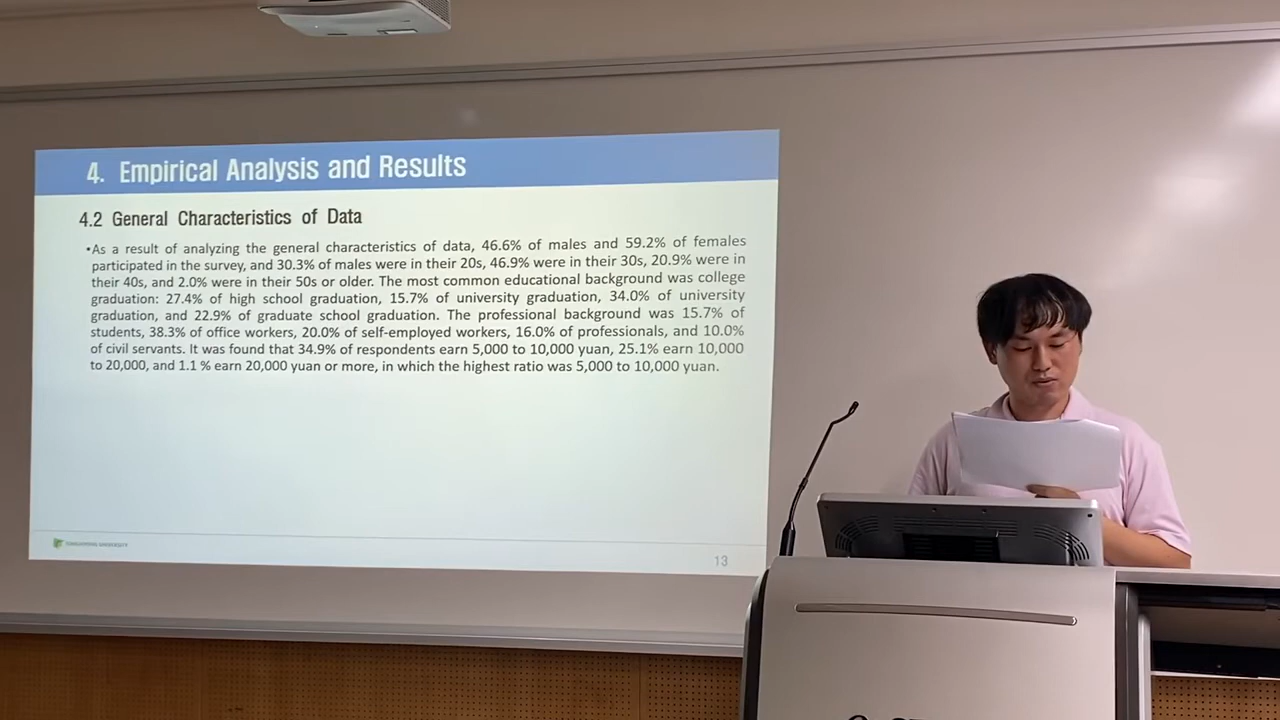 4. Empirical Analysis and Results
4.2 General Characteristics of Data
•As a result of analyzing the general characteristics of data, 46.6% of males and 59.2% of females
participated in the survey, and 30.3% of males were in their 20s, 46.9% were in their 30s, 20.9% were in
their 40s, and 2.0% were in their 50s or older. The most common educational background was college
graduation: 27.4% of high school graduation, 15.7% of university graduation, 34.0% of university
graduation, and 22.9% of graduate school graduation. The professional background was 15.7% of
students, 38.3% of office workers, 20.0% of self-employed workers, 16.0% of professionals, and 10.0%
of civil servants. It was found that 34.9% of respondents earn 5,000 to 10,000 yuan, 25.1% earn 10,000
to 20,000, and 1.1 % earn 20,000 yuan or more, in which the highest ratio was 5,000 to 10,000 yuan.
UNIVERSITY
13